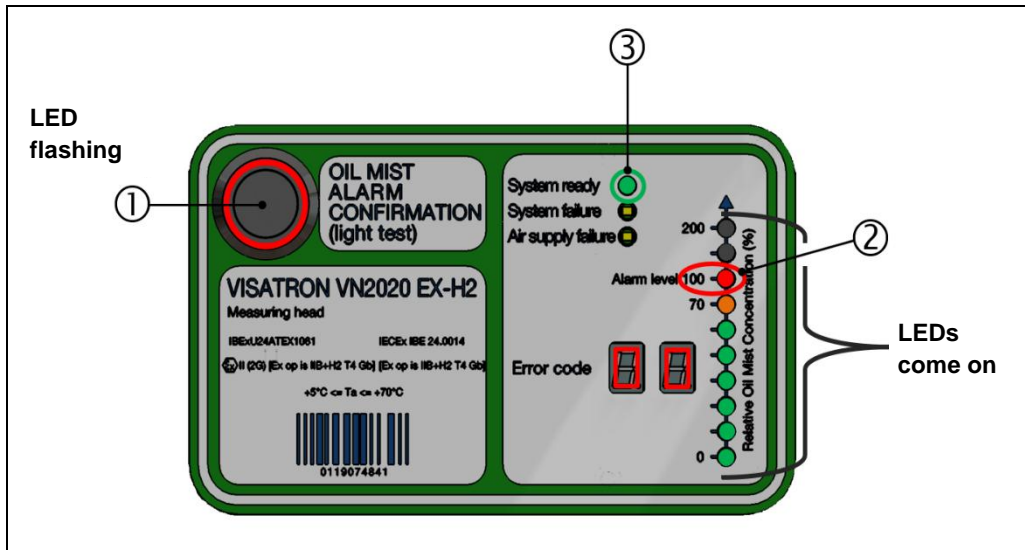 ③
LED
flashing
①
OIL MIST
ALARM
CONFIRMATION
(light test)
VISATRON VN2020 EX-H2
Measuring head
IBExU24ATEX1061 IECEx IBE 24.0014
Ex II (2G) [Ex op is IIB+H2 T4 Gb] [Ex op is IIB+H2 T4 Gb]
+5°C <= Ta <= +70°C
0119074841
System ready
System failure
Air supply failure
200
Alarm level 100
70
0
Relative Oil Mist Concentration (%)
Error code
②
LEDs
come on